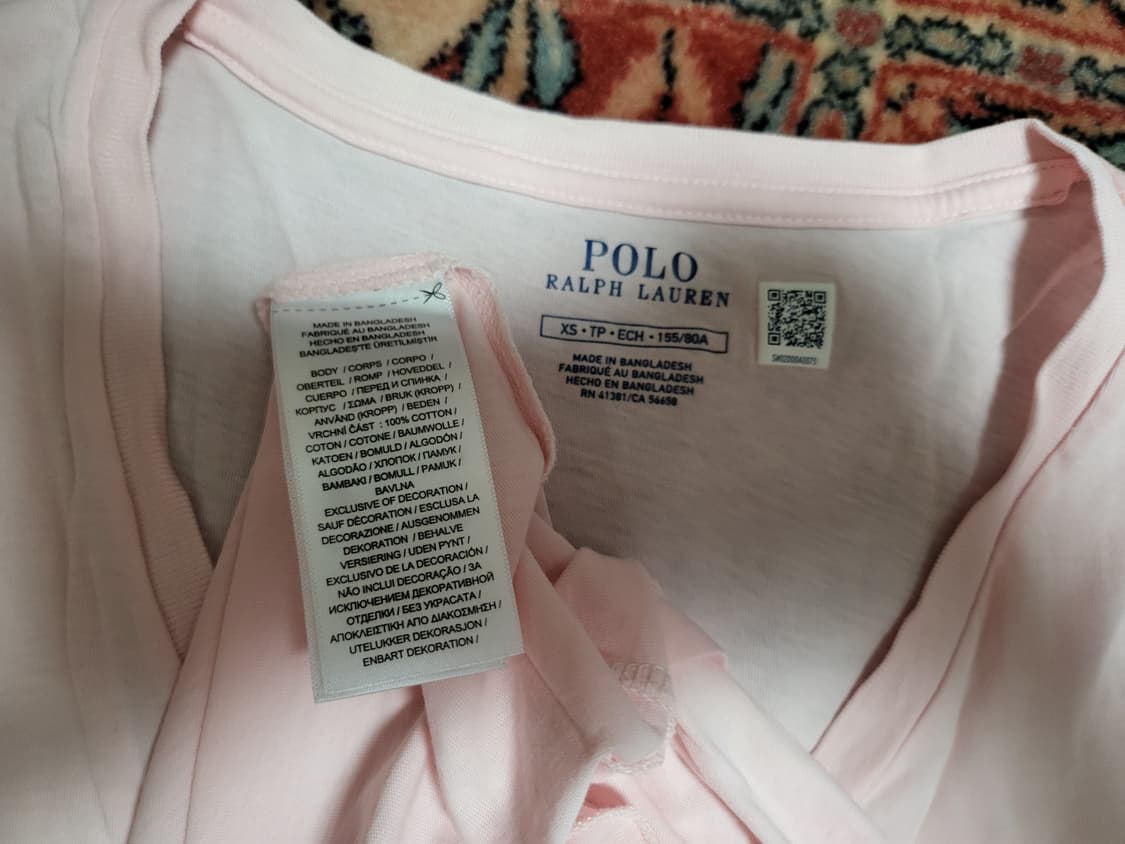 MADE IN BANGLADESH
FABRIQUÉ AU BANGLADESH
HECHO EN BANGLADESH
BANGLADEŞ'TE ÜRETİLMİŞTİR
BODY / CORPS / CORPO /
OBERTEIL / ROMP / HOVEDDEL /
CUERPO / ПЕРЕД И СПИНКА /
КОРПУС / ΣΩΜΑ / BRUK (KROPP) /
ANVÄND (KROPP) / BEDEN /
VRCHNÍ ČÁST : 100% COTTON /
COTON / COTONE / BAUMWOLLE /
KATOEN / BOMULD / ALGODÓN /
ALGODÃO / ХЛОПОК / ПАМУК /
BAMBAKI / BOMULL / PAMUK /
BAVLNA
EXCLUSIVE OF DECORATION /
SAUF DÉCORATION / ESCLUSA LA
DECORAZIONE / AUSGENOMMEN
DEKORATION / BEHALVE
VERSIERING / UDEN PYNT /
EXCLUSIVO DE LA DECORACIÓN /
NÃO INCLUI DECORAÇÃO / ЗА
ИСКЛЮЧЕНИЕМ ДЕКОРАТИВНОЙ
ОТДЕЛКИ / БЕЗ УКРАСАТА /
ΑΠΟΚΛΕΙΣΤΙΚΗ ΑΠΟ ΔΙΑΚΟΣΜΗΣΗ /
UTELUKKER DEKORASJON /
ENBART DEKORATION /
POLO
RALPH LAUREN
XS • TP • ECH • 155/80A
MADE IN BANGLADESH
FABRIQUÉ AU BANGLADESH
HECHO EN BANGLADESH
RN 41381/CA 56658